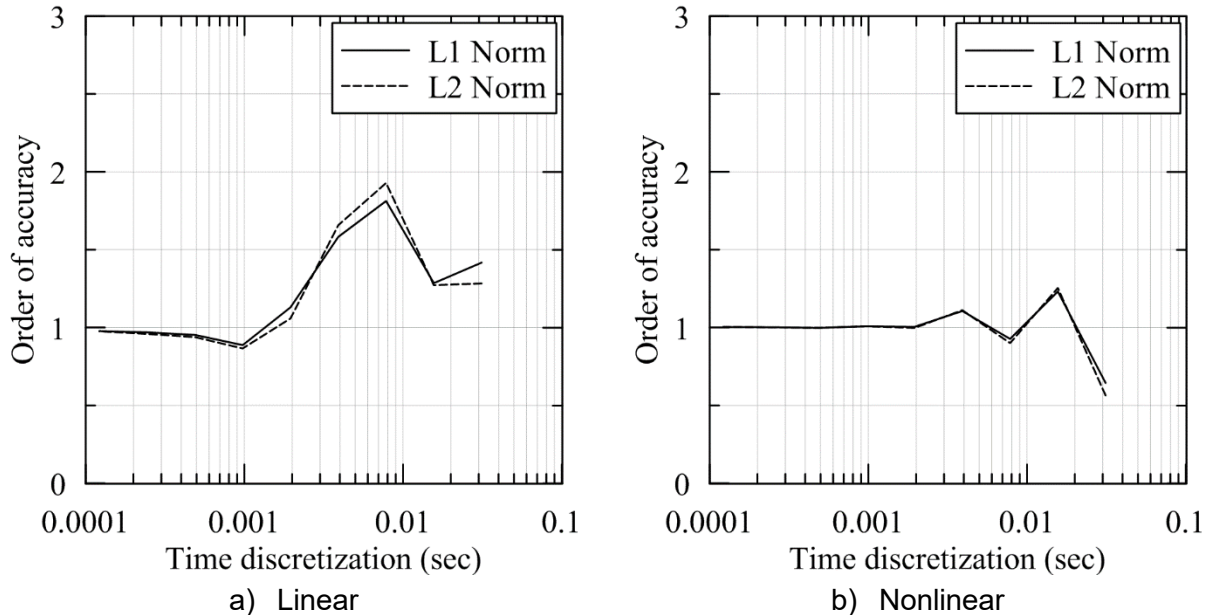 3
2
1
0
Order of accuracy
L1 Norm
L2 Norm
0.0001
0.001
0.01
0.1
Time discretization (sec)
a) Linear
3
2
1
0
Order of accuracy
L1 Norm
L2 Norm
0.0001
0.001
0.01
0.1
Time discretization (sec)
b) Nonlinear